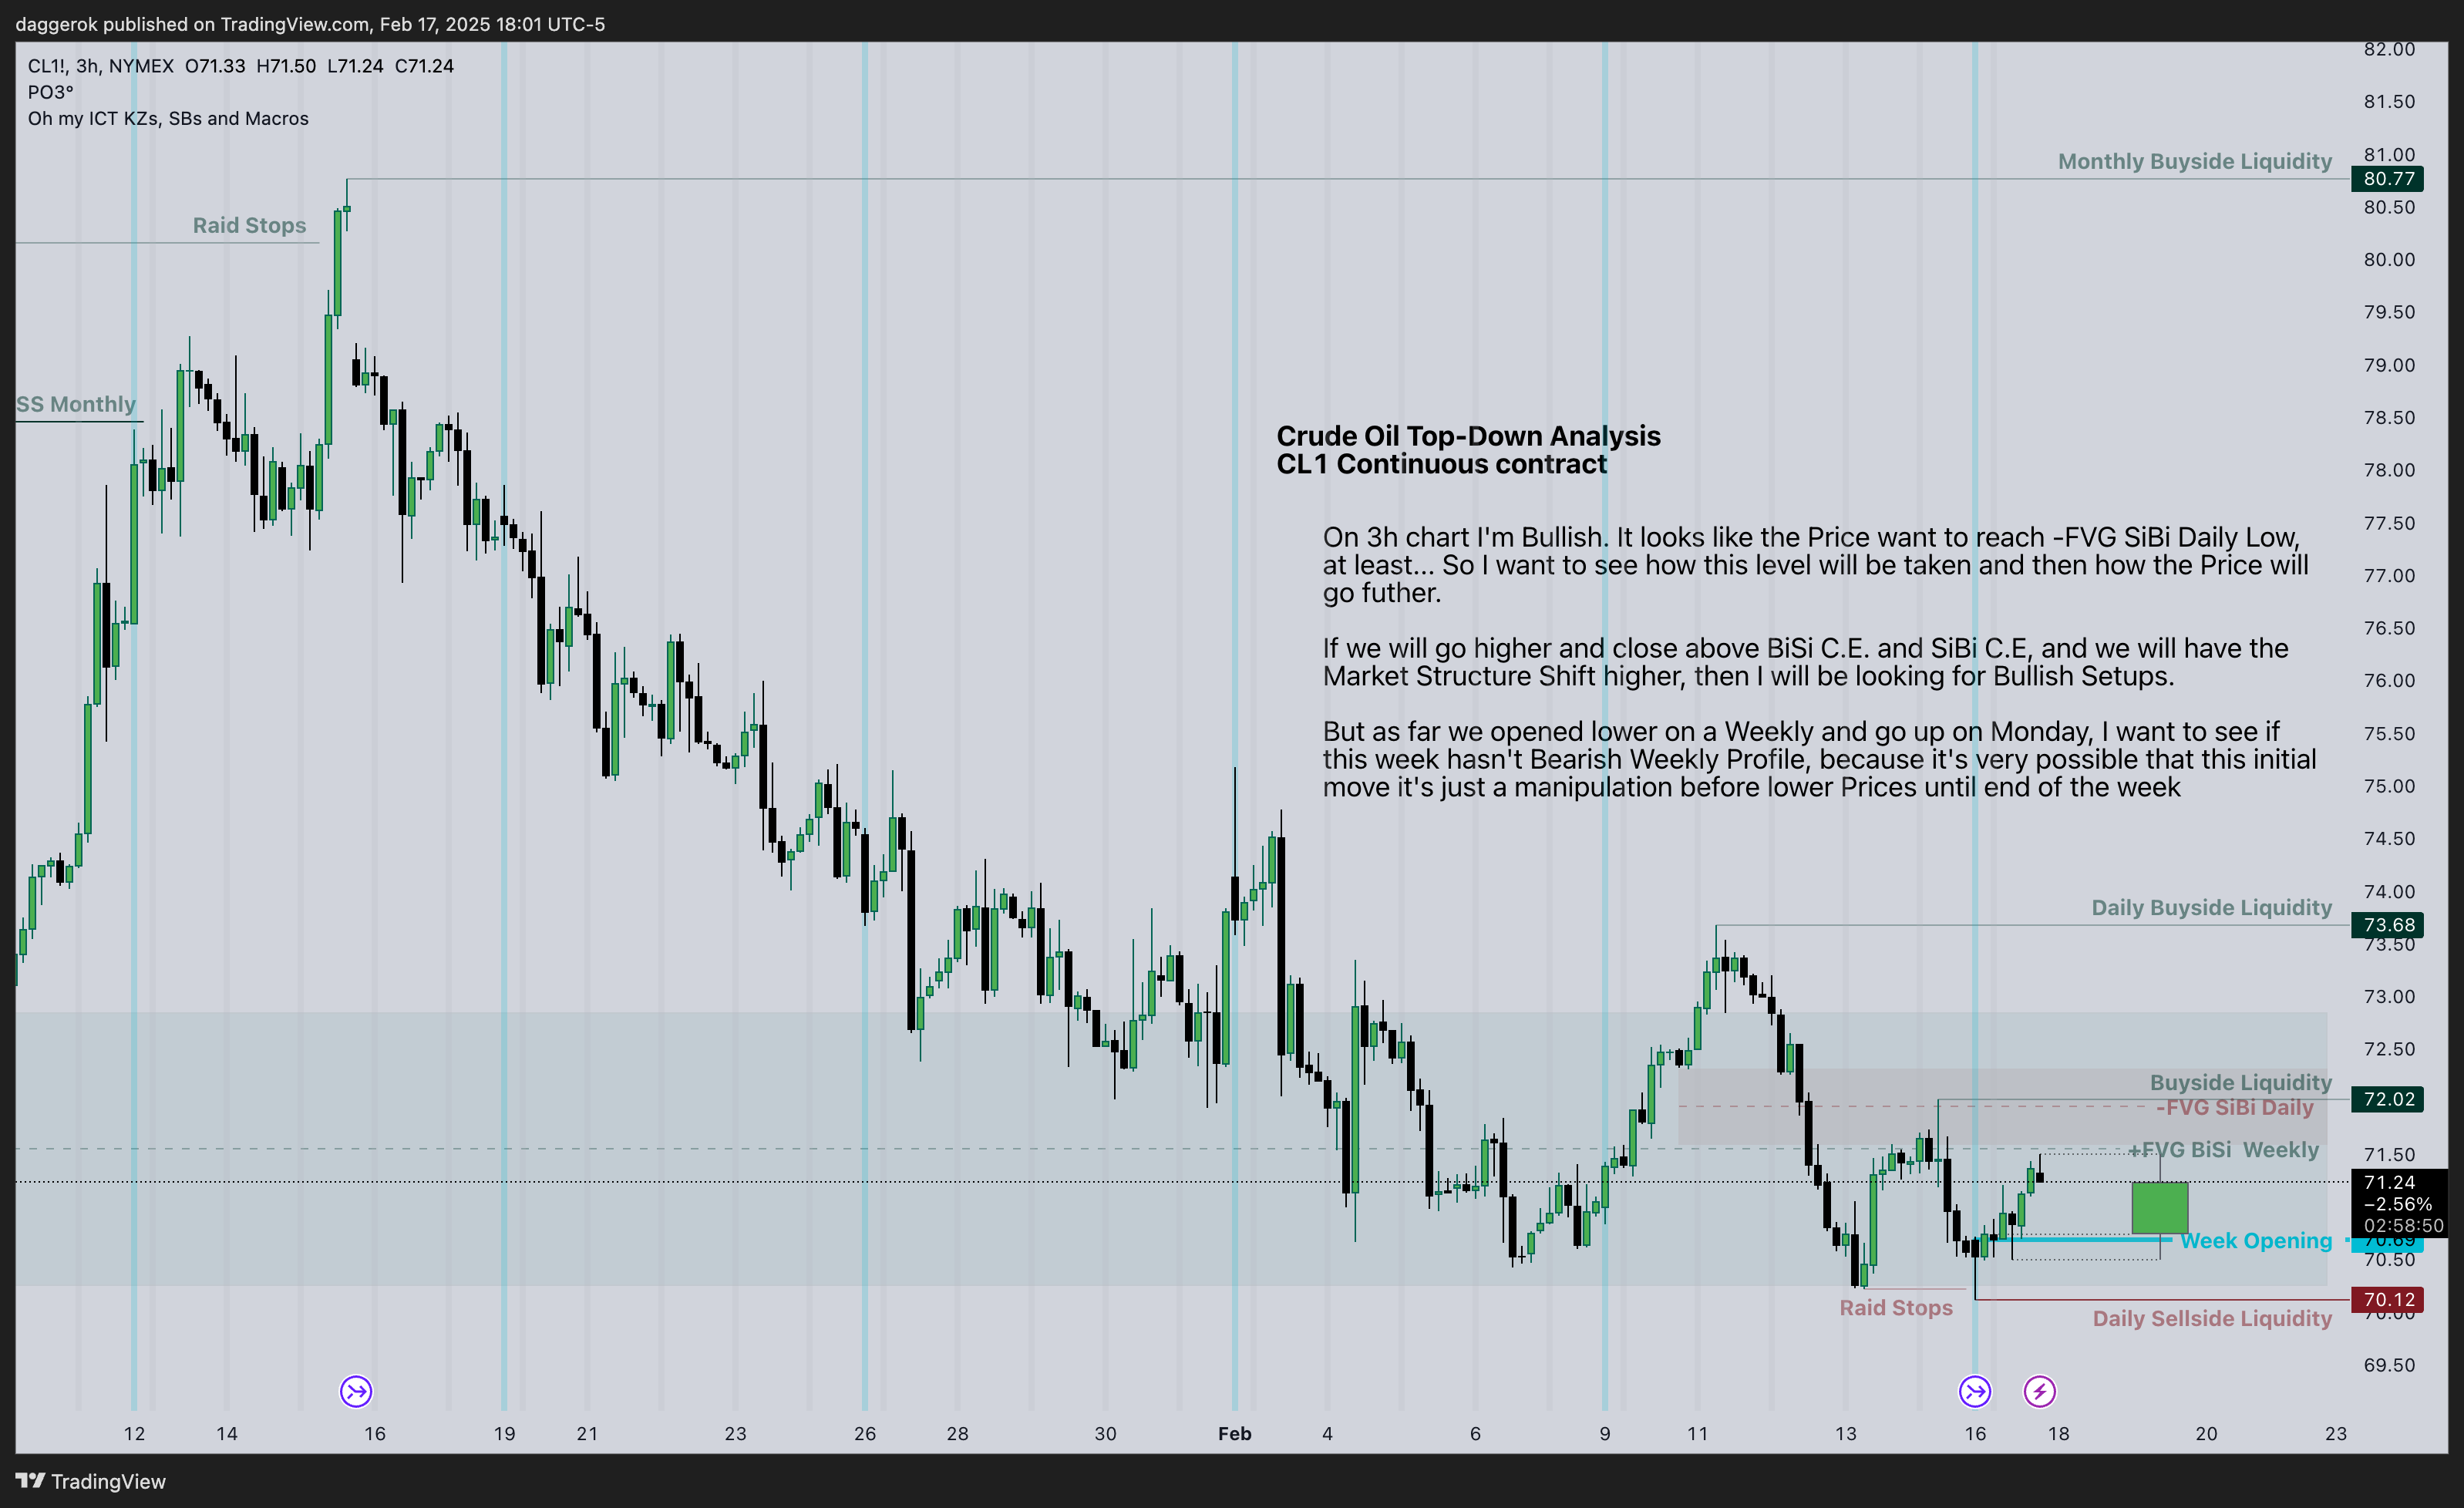 daggerok published on TradingView.com, Feb 17, 2025 18:01 UTC-5
CL1!, 3h, NYMEX O71.33 H71.50 L71.24 C71.24
PO3°
Oh my ICT KZs, SBs and Macros
82.00
81.50
Monthly Buyside Liquidity
81.00
80.77
80.50
Raid Stops
80.00
79.50
79.00
SS Monthly
78.50
78.00
Crude Oil Top-Down Analysis
CL1 Continuous contract
77.50
On 3h chart I'm Bullish. It looks like the Price want to reach -FVG SiBi Daily Low,
at least... So I want to see how this level will be taken and then how the Price will
go futher.
77.00
76.50
If we will go higher and close above BiSi C.E. and SiBi C.E, and we will have the
Market Structure Shift higher, then I will be looking for Bullish Setups.
76.00
75.50
But as far we opened lower on a Weekly and go up on Monday, I want to see if
this week hasn't Bearish Weekly Profile, because it's very possible that this initial
move it's just a manipulation before lower Prices until end of the week
75.00
74.50
74.00
Daily Buyside Liquidity
73.68
73.50
73.00
72.50
Buyside Liquidity
72.02
-FVG SiBi Daily
+FVG BiSi Weekly
71.50
71.24
−2.56%
02:58:50
Week Opening
70.69
70.50
70.12
Raid Stops
70.00
Daily Sellside Liquidity
69.50
12 14 16 19 21 23 26 28 30 Feb 4 6 9 11 13 16 18 20 23
TradingView